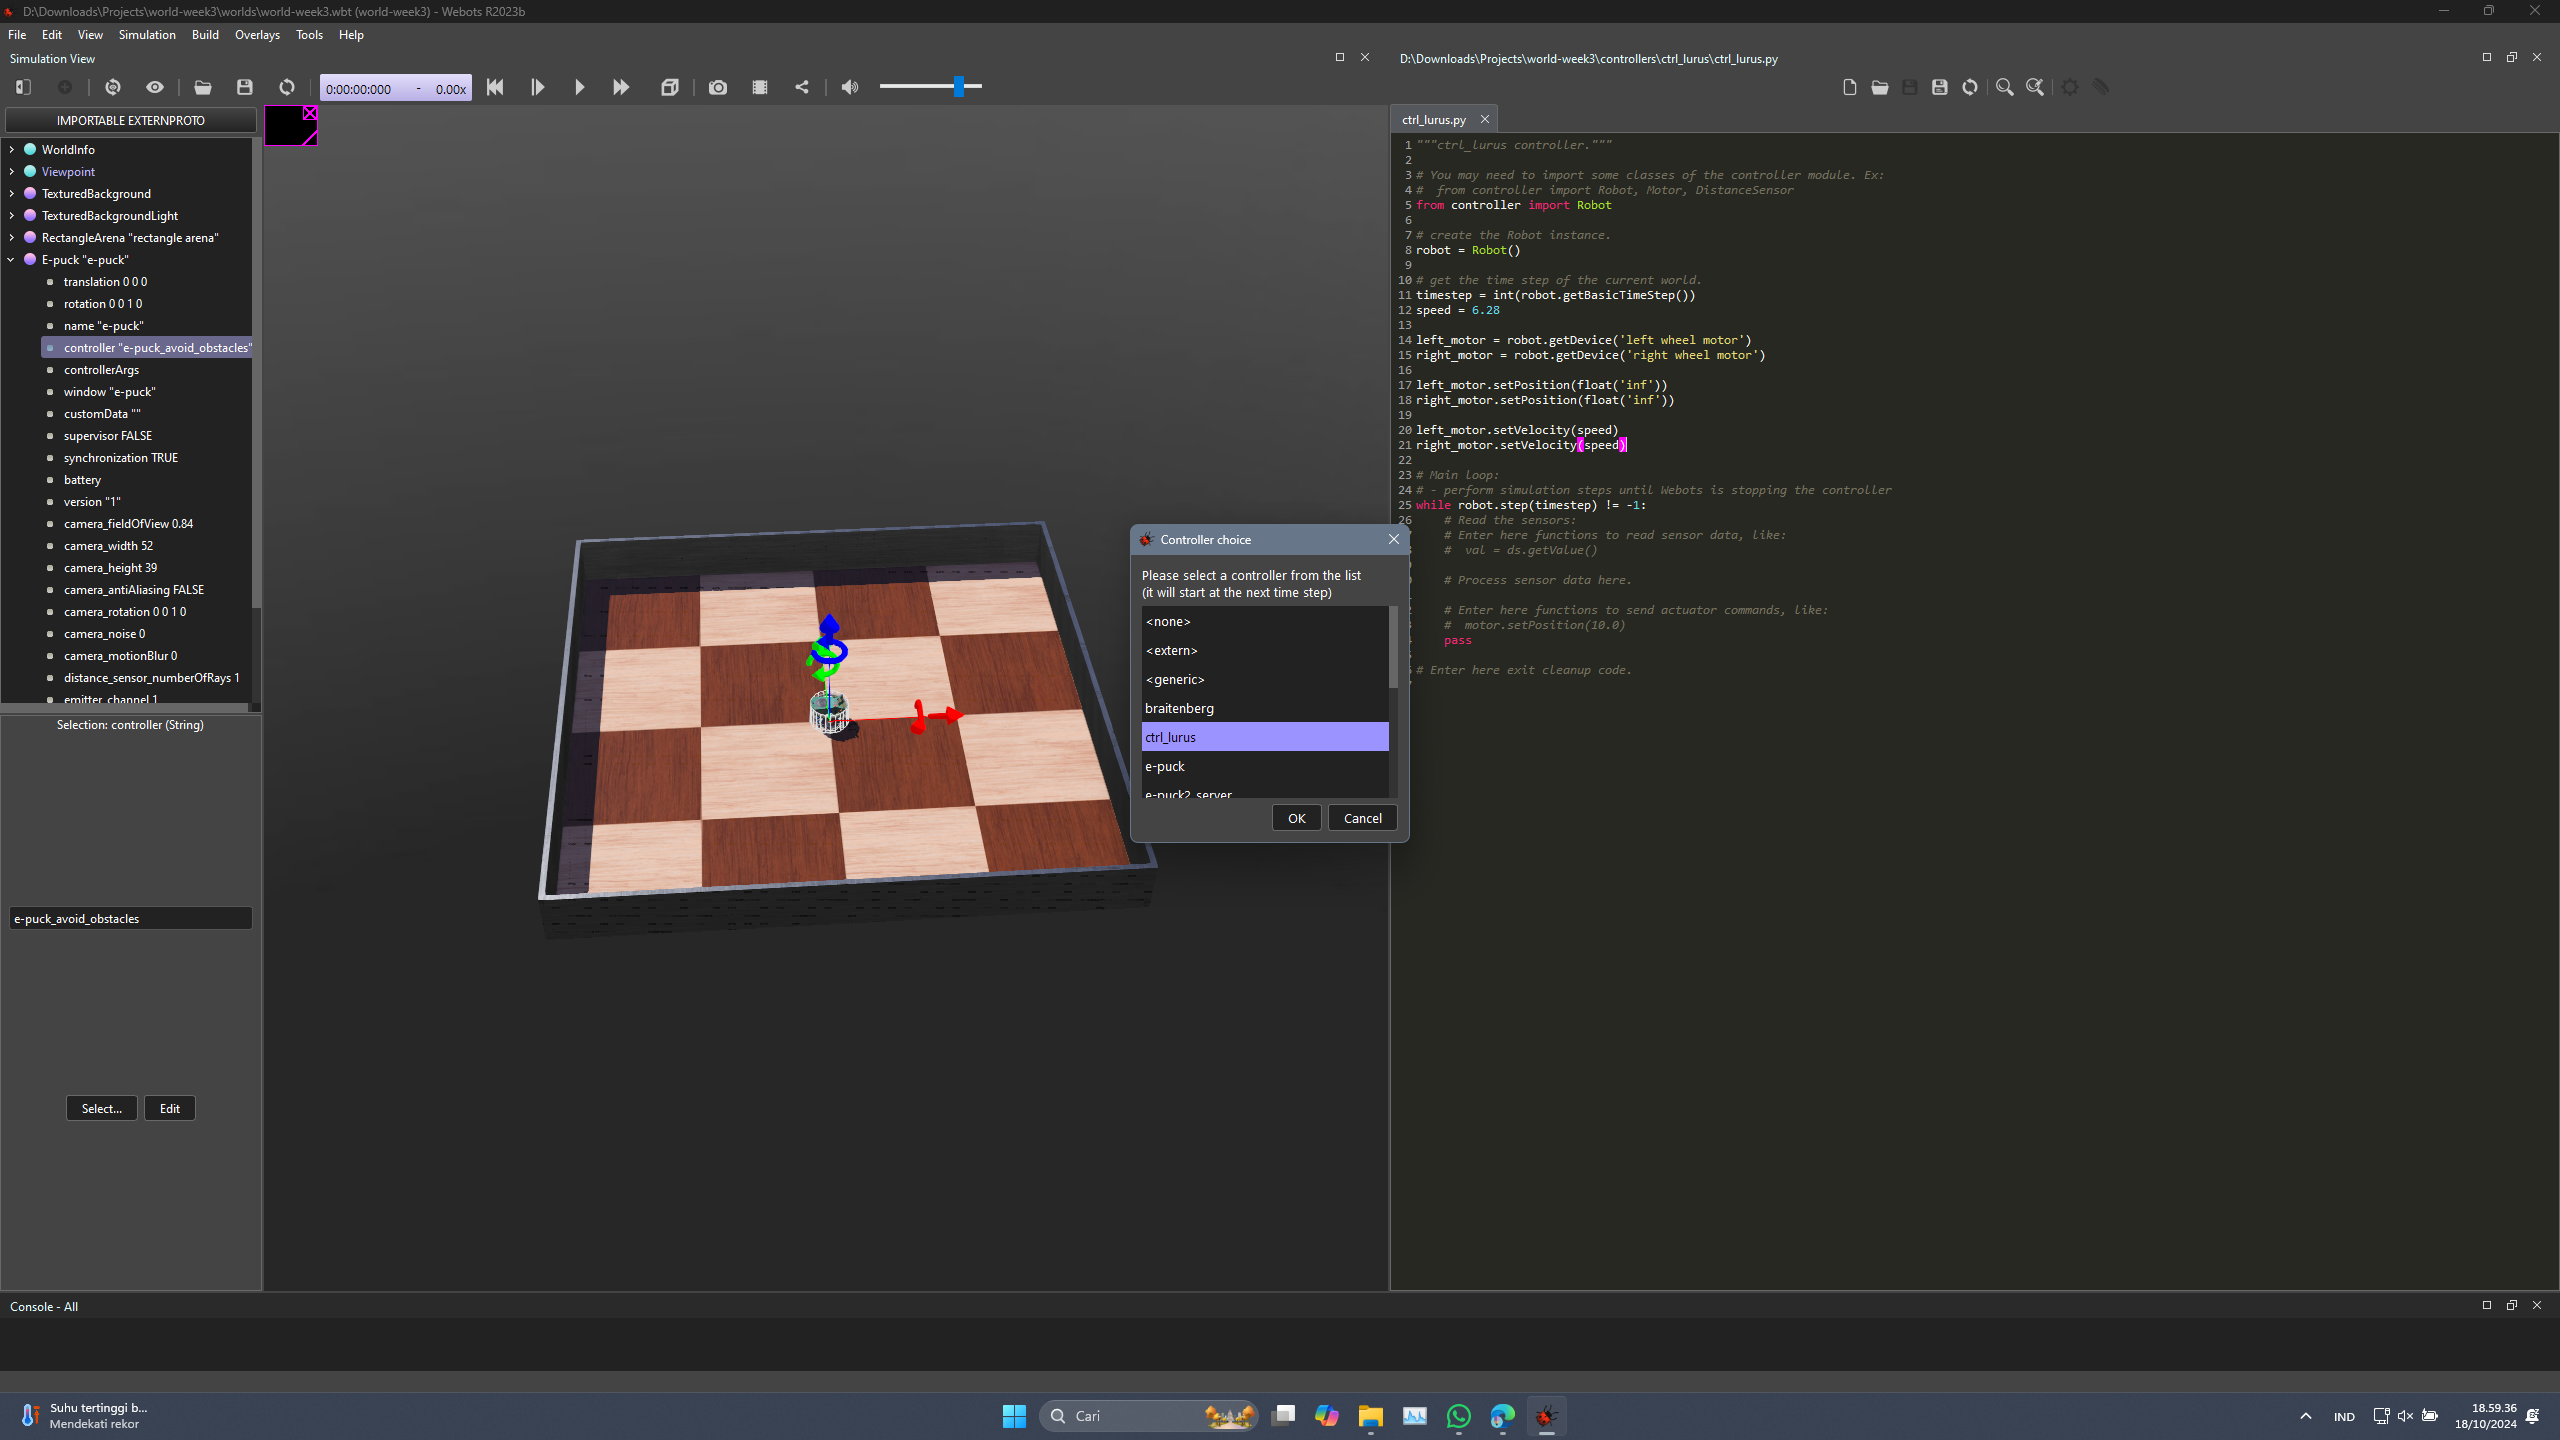 D:\Downloads\Projects\world-week3\worlds\world-week3.wbt (world-week3) - Webots R2023b
File Edit View Simulation Build Overlays Tools Help
Simulation View
0:00:00:000 - 0.00x
IMPORTABLE EXTERNPROTO
WorldInfo
Viewpoint
TexturedBackground
TexturedBackgroundLight
RectangleArena "rectangle arena"
E-puck "e-puck"
translation 0 0 0
rotation 0 0 1 0
name "e-puck"
controller "e-puck_avoid_obstacles"
controllerArgs
window "e-puck"
customData ""
supervisor FALSE
synchronization TRUE
battery
version "1"
camera_fieldOfView 0.84
camera_width 52
camera_height 39
camera_antiAliasing FALSE
camera_rotation 0 0 1 0
camera_noise 0
camera_motionBlur 0
distance_sensor_numberOfRays 1
emitter_channel 1
Selection: controller (String)
e-puck_avoid_obstacles
Select... Edit
Controller choice
Please select a controller from the list
(it will start at the next time step)
<none>
<extern>
<generic>
braitenberg
ctrl_lurus
e-puck
e-puck2_server
OK Cancel
D:\Downloads\Projects\world-week3\controllers\ctrl_lurus\ctrl_lurus.py
ctrl_lurus.py
1 """ctrl_lurus controller."""
2
3 # You may need to import some classes of the controller module. Ex:
4 #  from controller import Robot, Motor, DistanceSensor
5 from controller import Robot
6
7 # create the Robot instance.
8 robot = Robot()
9
10 # get the time step of the current world.
11 timestep = int(robot.getBasicTimeStep())
12 speed = 6.28
13
14 left_motor = robot.getDevice('left wheel motor')
15 right_motor = robot.getDevice('right wheel motor')
16
17 left_motor.setPosition(float('inf'))
18 right_motor.setPosition(float('inf'))
19
20 left_motor.setVelocity(speed)
21 right_motor.setVelocity(speed)
22
23 # Main loop:
24 # - perform simulation steps until Webots is stopping the controller
25 while robot.step(timestep) != -1:
26     # Read the sensors:
# Enter here functions to read sensor data, like:
#  val = ds.getValue()
# Process sensor data here.
# Enter here functions to send actuator commands, like:
#  motor.setPosition(10.0)
pass
# Enter here exit cleanup code.
Console - All
Suhu tertinggi b...
Mendekati rekor
Cari
IND
18.59.36
18/10/2024